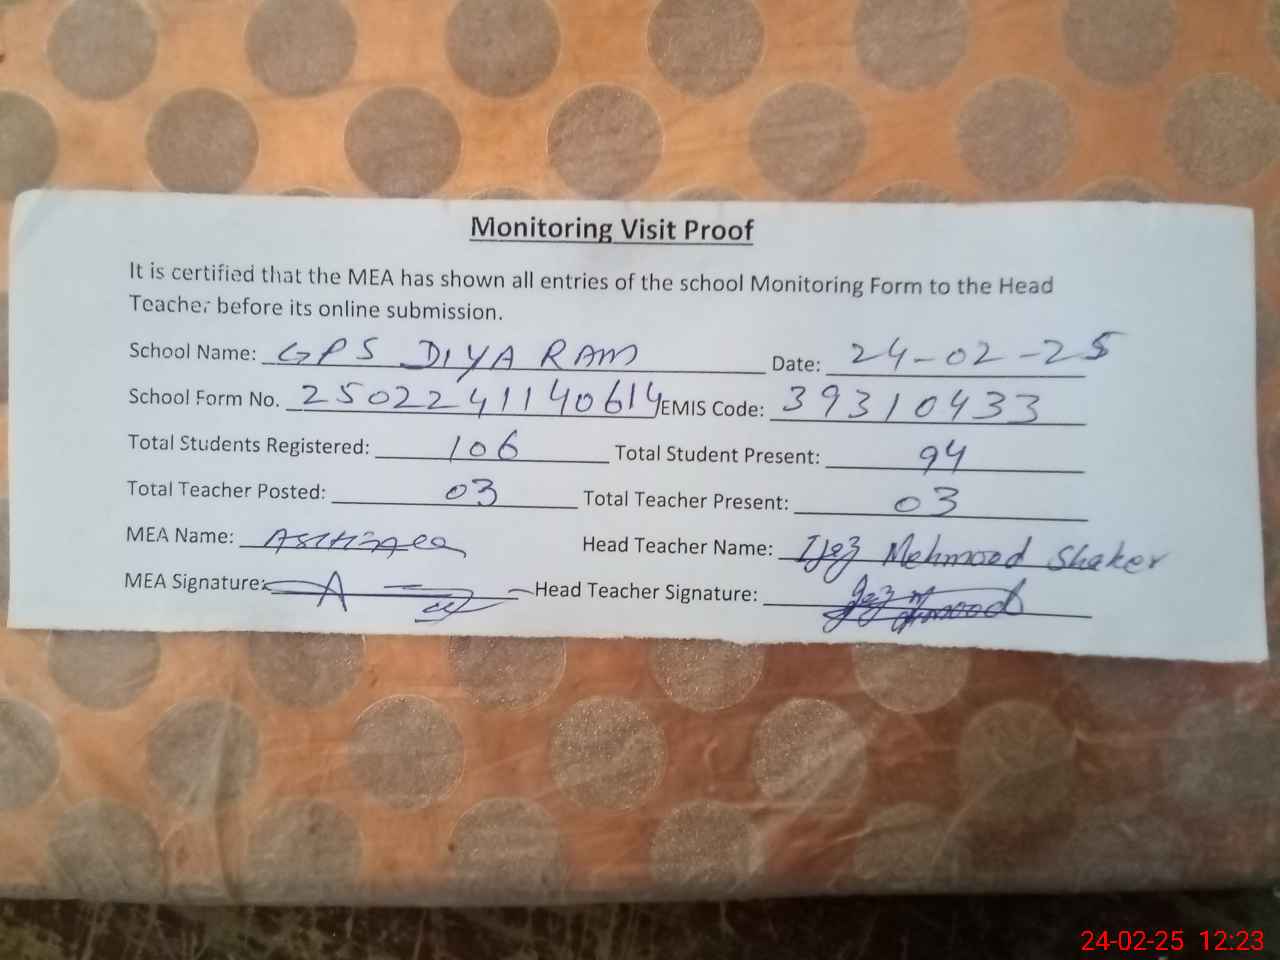 Monitoring Visit Proof
It is certified that the MEA has shown all entries of the school Monitoring Form to the Head
Teacher before its online submission.
School Name: GPS DIYA RAM Date: 24-02-25
School Form No. 2502241140614 EMIS Code: 39310433
Total Students Registered: 106 Total Student Present: 94
Total Teacher Posted: 03 Total Teacher Present: 03
MEA Name: Head Teacher Name: Ijaz Mehmood Shaker
MEA Signature: Head Teacher Signature:
24-02-25 12:23